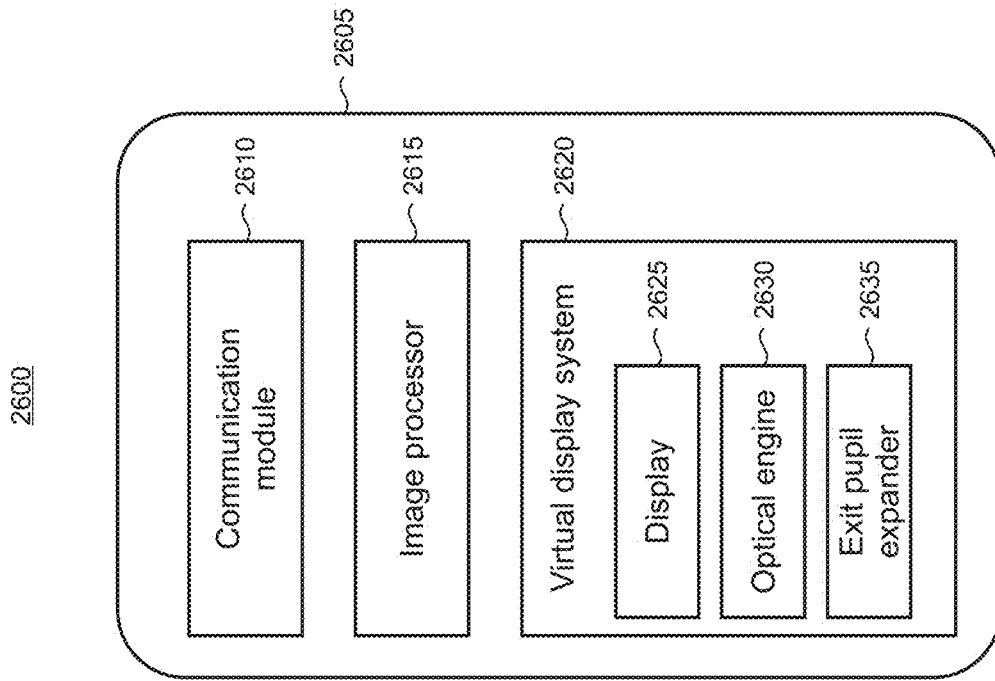 2600
2605
Communication
module
2610
Image processor
2615
Virtual display system
2620
Display
2625
Optical engine
2630
Exit pupil
expander
2635